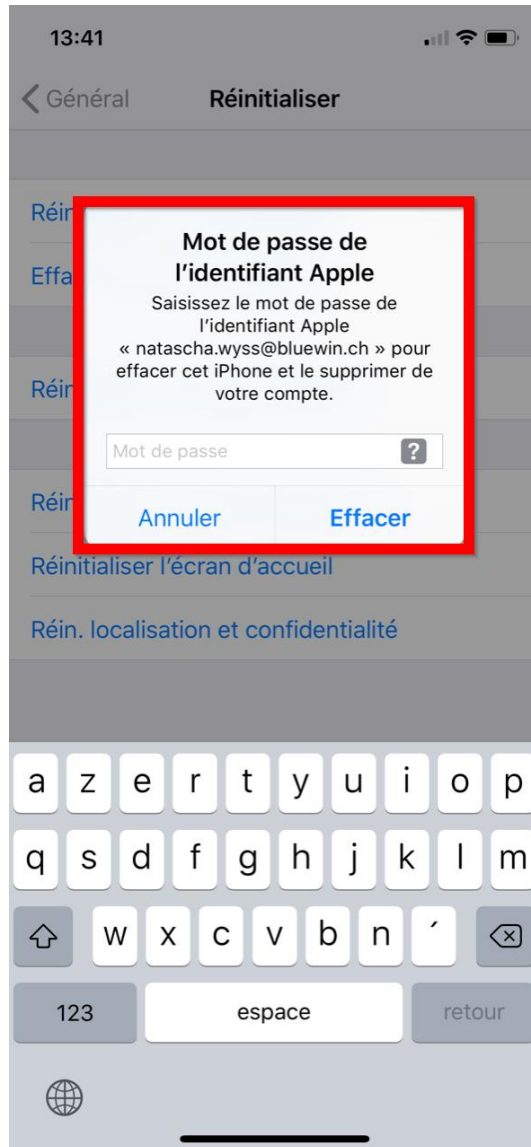 13:41
Général
Réinitialiser
Réin
Effa
Mot de passe de
l’identifiant Apple
Saisissez le mot de passe de
l’identifiant Apple
« natascha.wyss@bluewin.ch » pour
effacer cet iPhone et le supprimer de
votre compte.
Réin
Mot de passe
?
Réin
Annuler
Effacer
Réinitialiser l’écran d’accueil
Réin. localisation et confidentialité
a z e r t y u i o p
q s d f g h j k l m
w x c v b n ´
123 espace retour